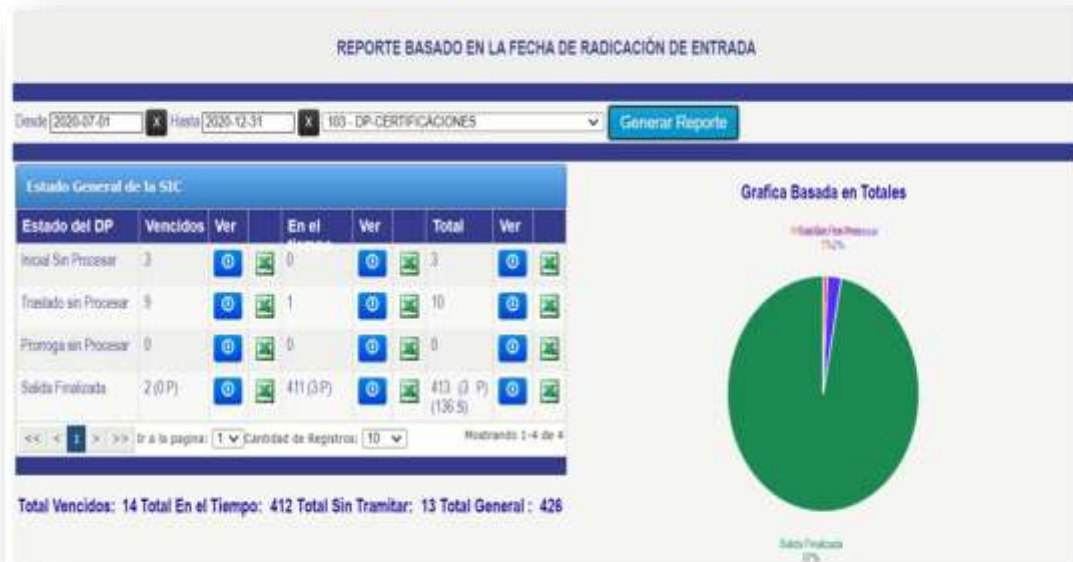 REPORTE BASADO EN LA FECHA DE RADICACIÓN DE ENTRADA
Desde 2020-07-01 X Hasta 2020-12-31 X 103 - DP-CERTIFICACIONES Generar Reporte
Estado General de la SIC
Estado del DP Vencidos Ver En el Ver Total Ver
Inicial Sin Procesar 3 0 3
Traslado sin Procesar 9 1 10
Prorroga sin Procesar 0 0 0
Salida Finalizada 2 (0 P) 411 (3 P) 413 (3 P)
(136 S)
<< < 1 > >> Ir a la pagina: 1 Cantidad de Registros: 10 Mostrando 1-4 de 4
Total Vencidos: 14 Total En el Tiempo: 412 Total Sin Tramitar: 13 Total General : 426
Grafica Basada en Totales
Salida Finalizada
97%